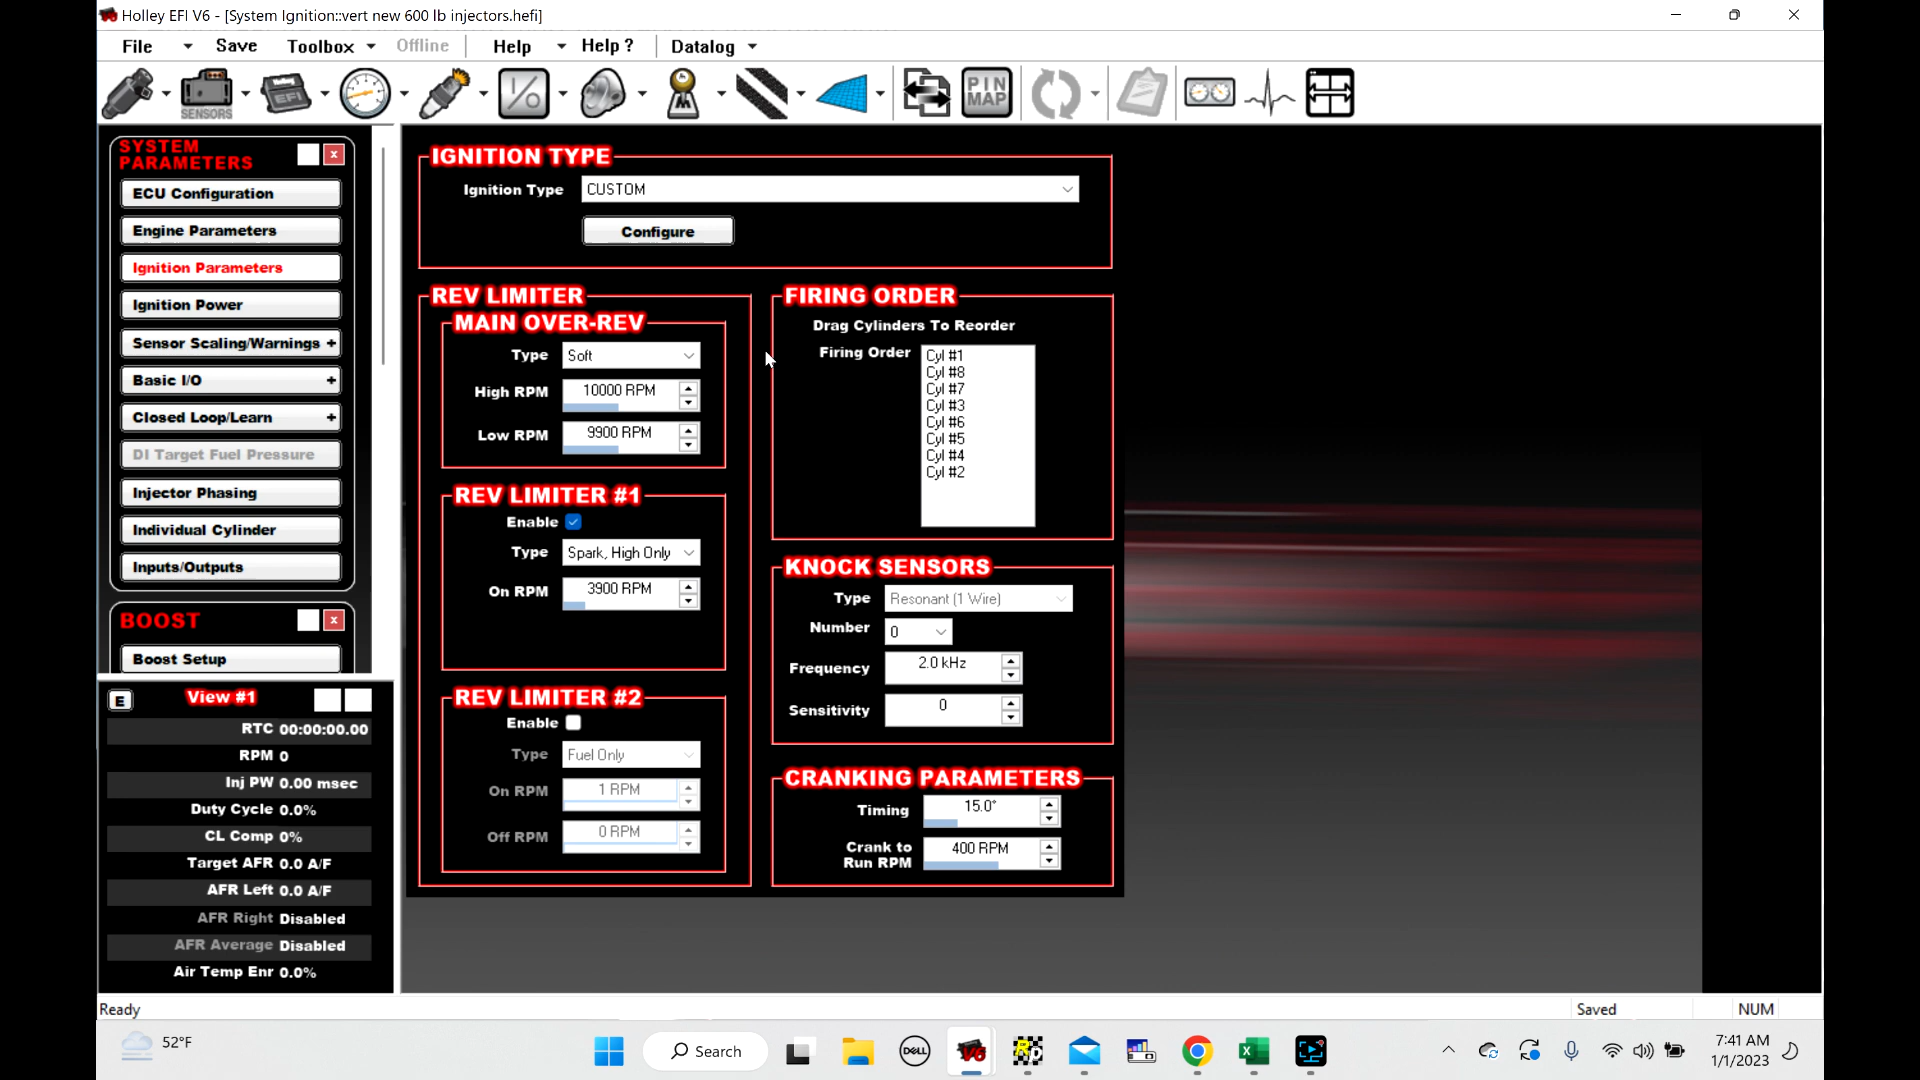 Holley EFI V6 - [System Ignition::vert new 600 lb injectors.hefi]
File Save Toolbox Offline Help Help ? Datalog
SENSORS
Holley
EFI
1/0
PIN
MAP
SYSTEM
PARAMETERS
ECU Configuration
Engine Parameters
Ignition Parameters
Ignition Power
Sensor Scaling/Warnings +
Basic I/O +
Closed Loop/Learn +
DI Target Fuel Pressure
Injector Phasing
Individual Cylinder
Inputs/Outputs
BOOST
Boost Setup
E View #1
RTC 00:00:00.00
RPM 0
Inj PW 0.00 msec
Duty Cycle 0.0%
CL Comp 0%
Target AFR 0.0 A/F
AFR Left 0.0 A/F
AFR Right Disabled
AFR Average Disabled
Air Temp Enr 0.0%
IGNITION TYPE
Ignition Type CUSTOM
Configure
REV LIMITER
MAIN OVER-REV
Type Soft
High RPM 10000 RPM
Low RPM 9900 RPM
REV LIMITER #1
Enable
Type Spark, High Only
On RPM 3900 RPM
REV LIMITER #2
Enable
Type Fuel Only
On RPM 1 RPM
Off RPM 0 RPM
FIRING ORDER
Drag Cylinders To Reorder
Firing Order Cyl #1
Cyl #8
Cyl #7
Cyl #3
Cyl #6
Cyl #5
Cyl #4
Cyl #2
KNOCK SENSORS
Type Resonant (1 Wire)
Number 0
Frequency 2.0 kHz
Sensitivity 0
CRANKING PARAMETERS
Timing 15.0°
Crank to
Run RPM 400 RPM
Ready Saved NUM
52°F
Search
DELL
V6
7:41 AM
1/1/2023